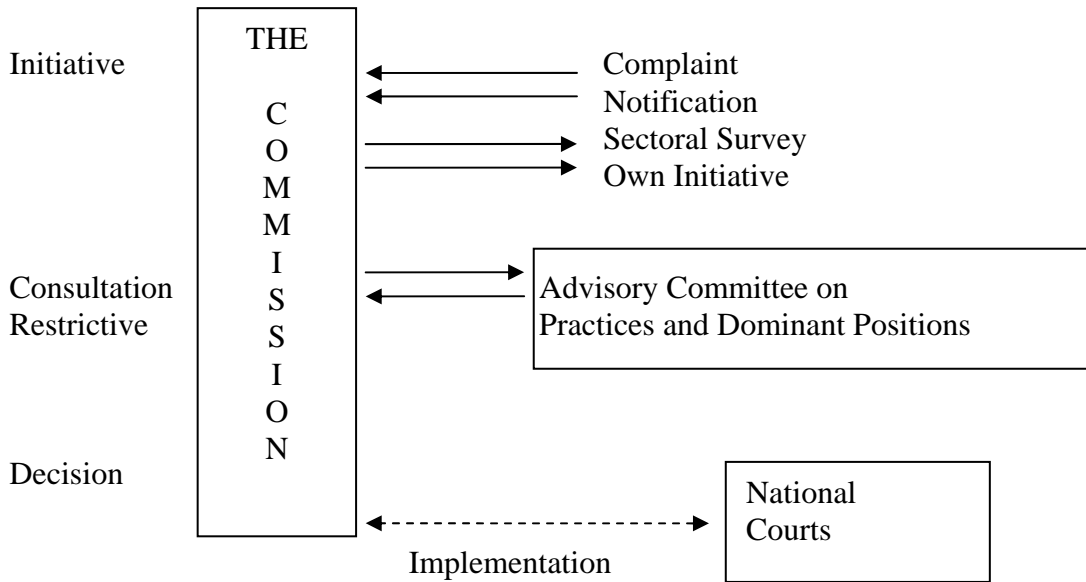 THE
COMMISSION
Initiative
Complaint
Notification
Sectoral Survey
Own Initiative
Consultation
Restrictive
Advisory Committee on
Practices and Dominant Positions
Decision
National
Courts
Implementation